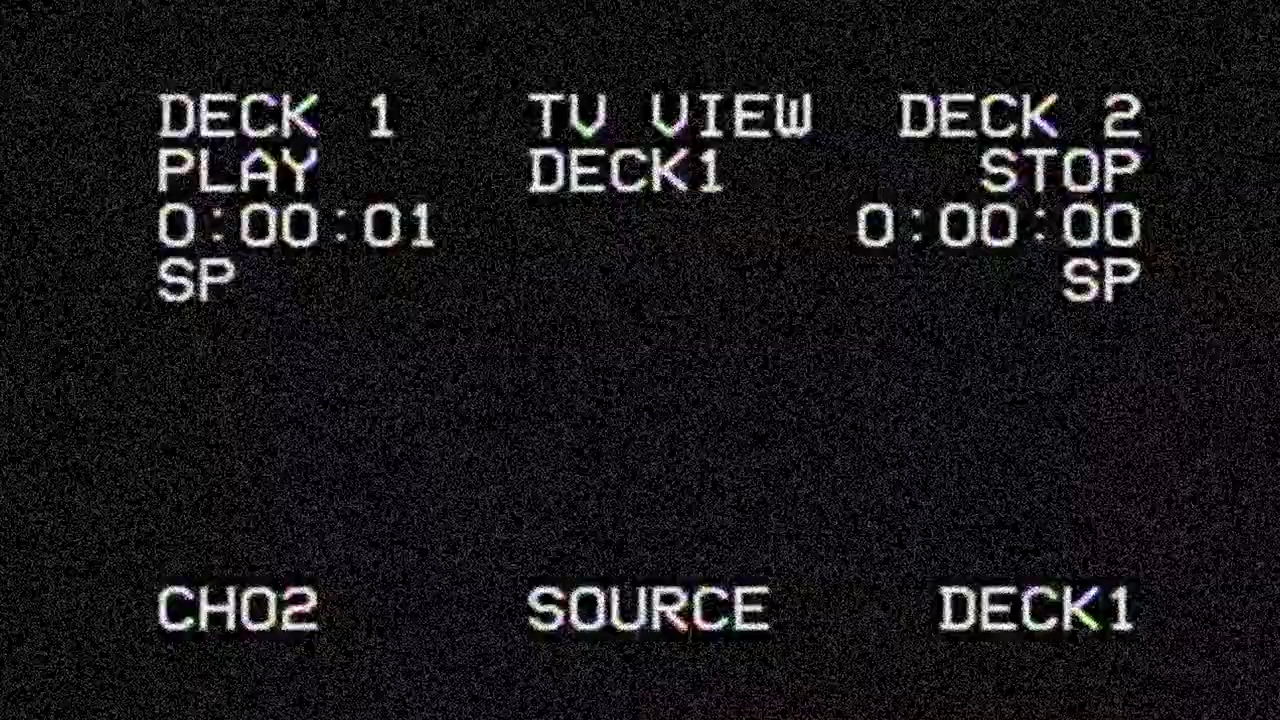 DECK 1 TV VIEW DECK 2
PLAY DECK1 STOP
0:00:01 0:00:00
SP SP
CH02 SOURCE DECK1